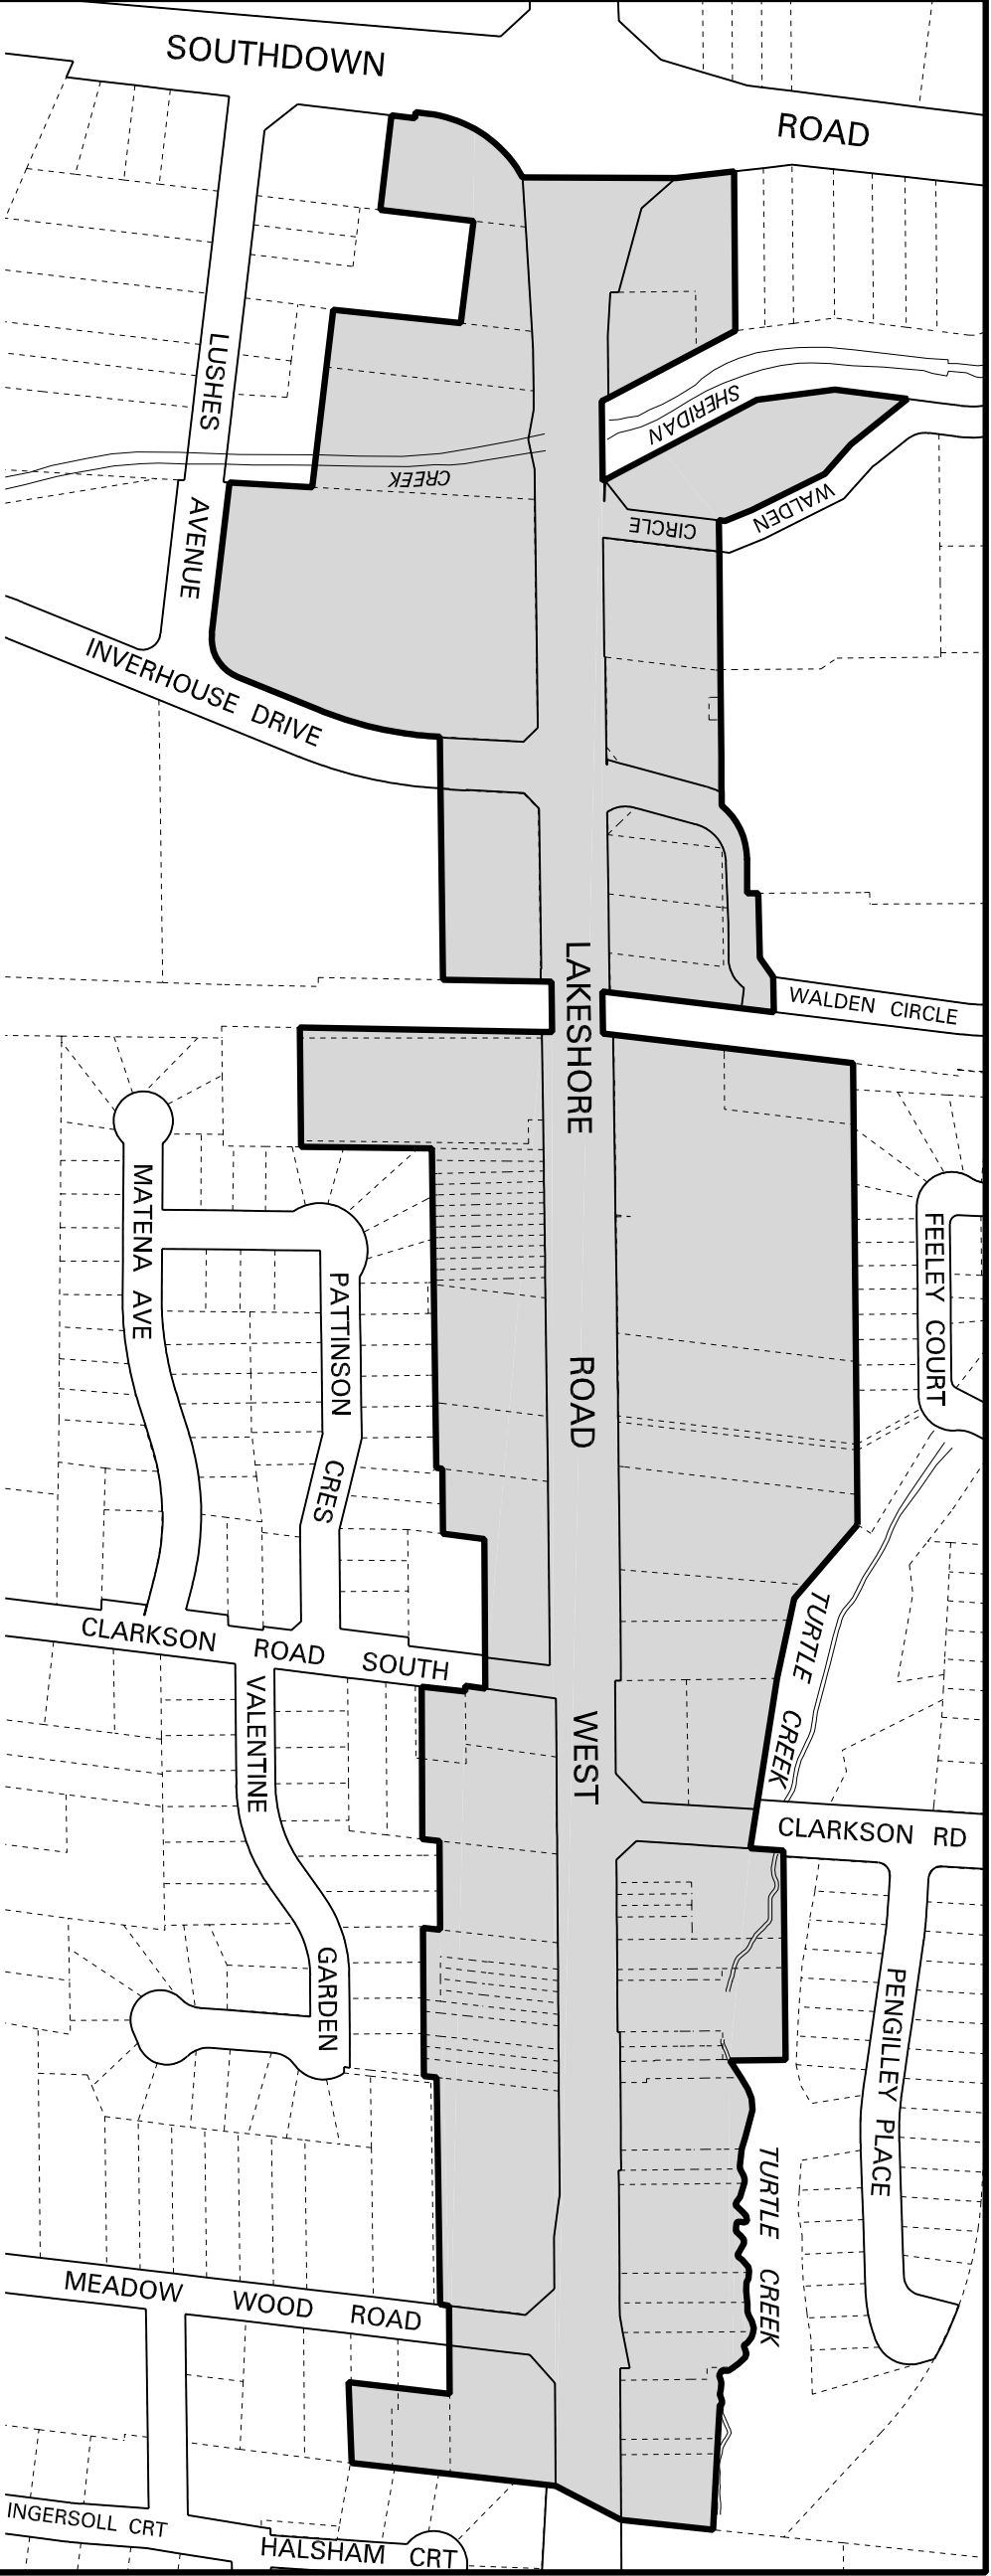 SOUTHDOWN
ROAD
LUSHES
AVENUE
SHERIDAN
CREEK
CIRCLE
WALDEN
INVERHOUSE DRIVE
LAKESHORE
ROAD
WEST
WALDEN CIRCLE
MATENA AVE
PATTINSON
CRES
FEELEY COURT
CLARKSON ROAD SOUTH
VALENTINE
GARDEN
TURTLE CREEK
CLARKSON RD
PENGILLEY PLACE
TURTLE CREEK
MEADOW WOOD ROAD
INGERSOLL CRT
HALSHAM CRT